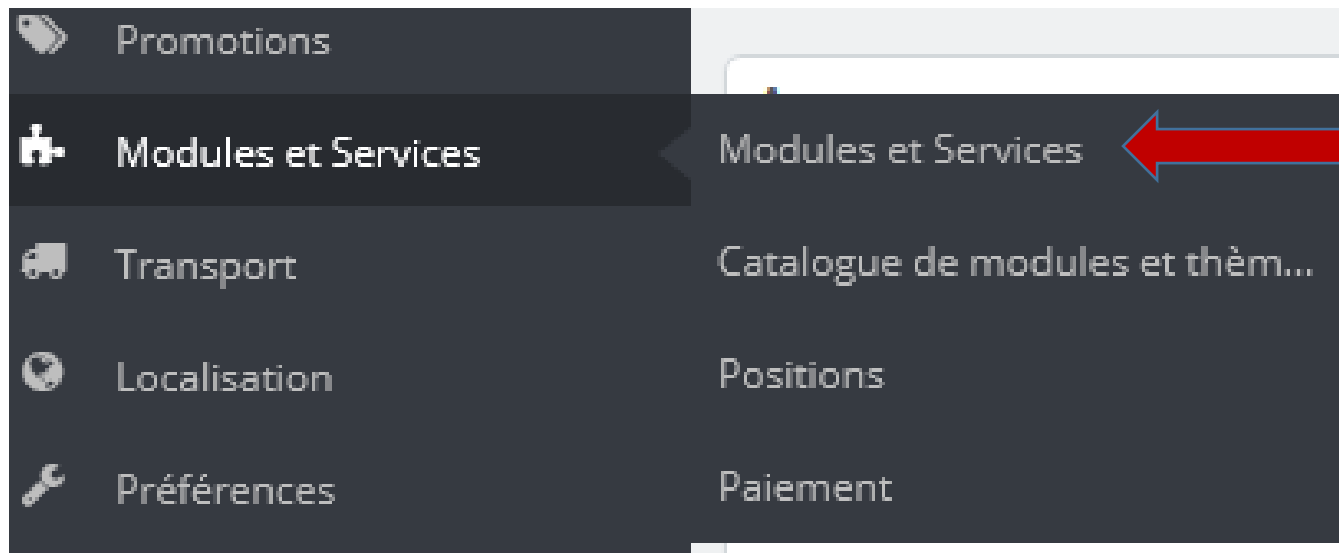 Promotions
Modules et Services
Transport
Localisation
Préférences
Modules et Services
Catalogue de modules et thèm...
Positions
Paiement